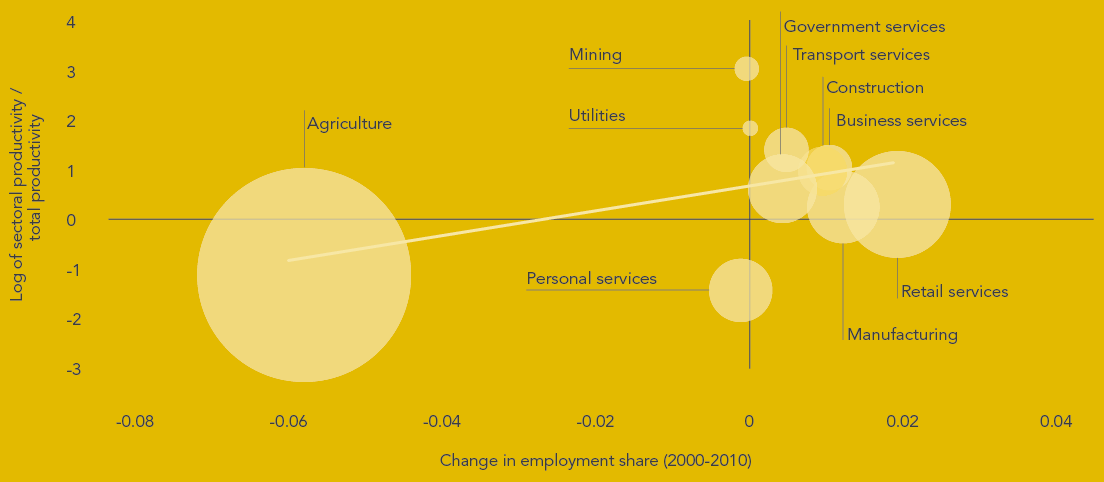 4
3
2
1
0
-1
-2
-3
Log of sectoral productivity /
total productivity
Agriculture
Mining
Utilities
Personal services
Government services
Transport services
Construction
Business services
Retail services
Manufacturing
-0.08 -0.06 -0.04 -0.02 0 0.02 0.04
Change in employment share (2000-2010)